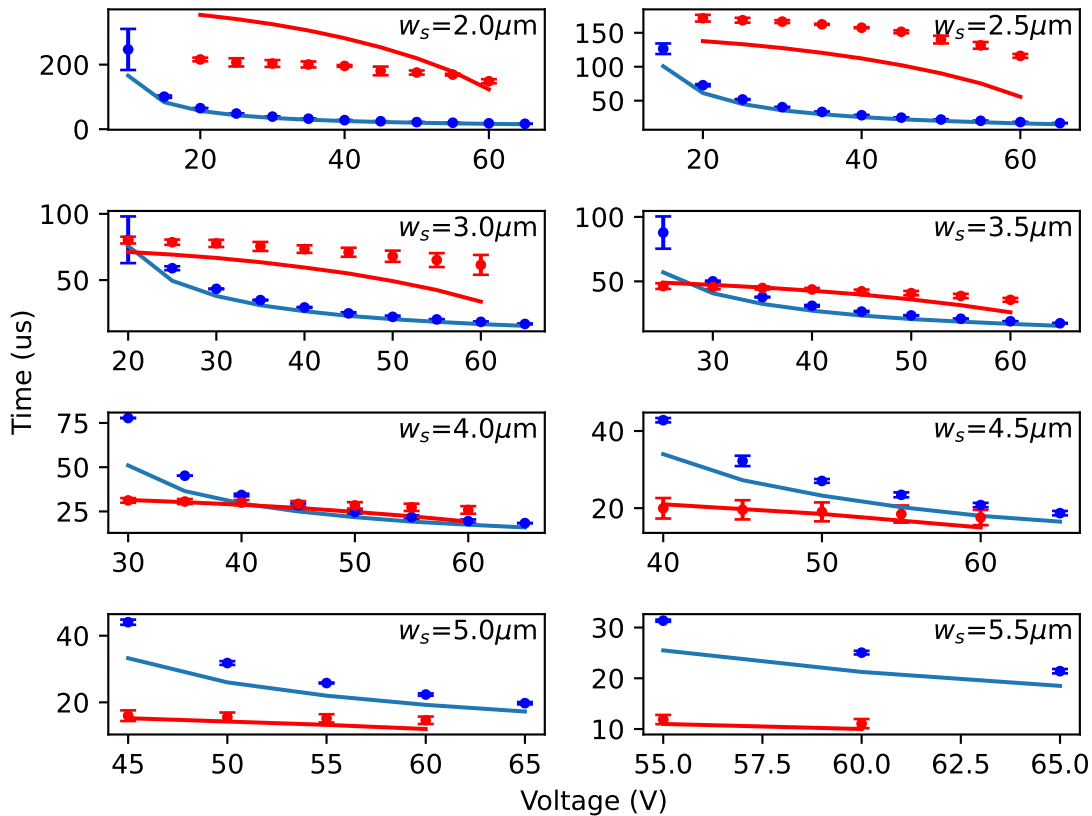 w_s=2.0μm
200
0
20 40 60
w_s=2.5μm
150
100
50
20 40 60
w_s=3.0μm
100
50
20 30 40 50 60
w_s=3.5μm
100
50
30 40 50 60
w_s=4.0μm
75
50
25
30 40 50 60
w_s=4.5μm
40
20
40 50 60
w_s=5.0μm
40
20
45 50 55 60 65
w_s=5.5μm
30
20
10
55.0 57.5 60.0 62.5 65.0
Time (us)
Voltage (V)